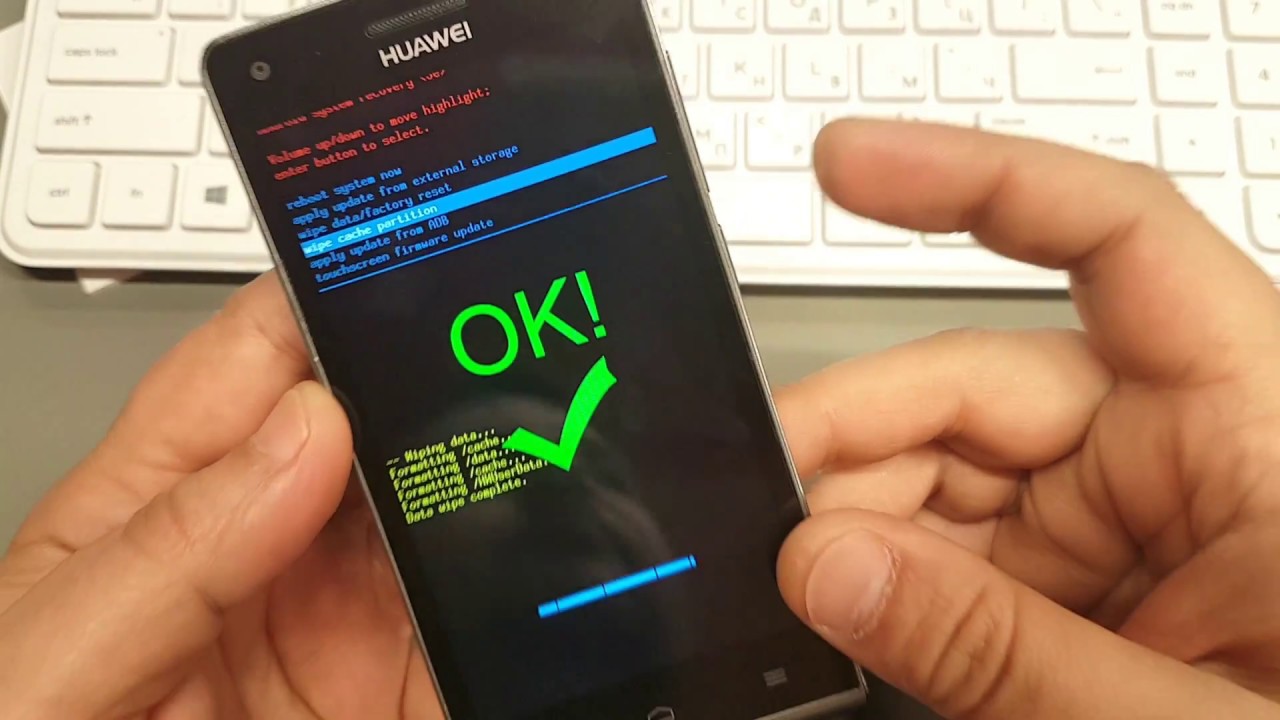 HUAWEI
system recovery
Volume up/down to move highlight;
enter button to select.
reboot system now
apply update from external storage
wipe data/factory reset
wipe cache partition
apply update from ADB
touchscreen firmware update
OK!
-- Wiping data...
Formatting /cache...
Formatting /data...
Formatting /cache...
Formatting /HWUserData.
Data wipe complete.
caps lock
shift
ctrl
fn